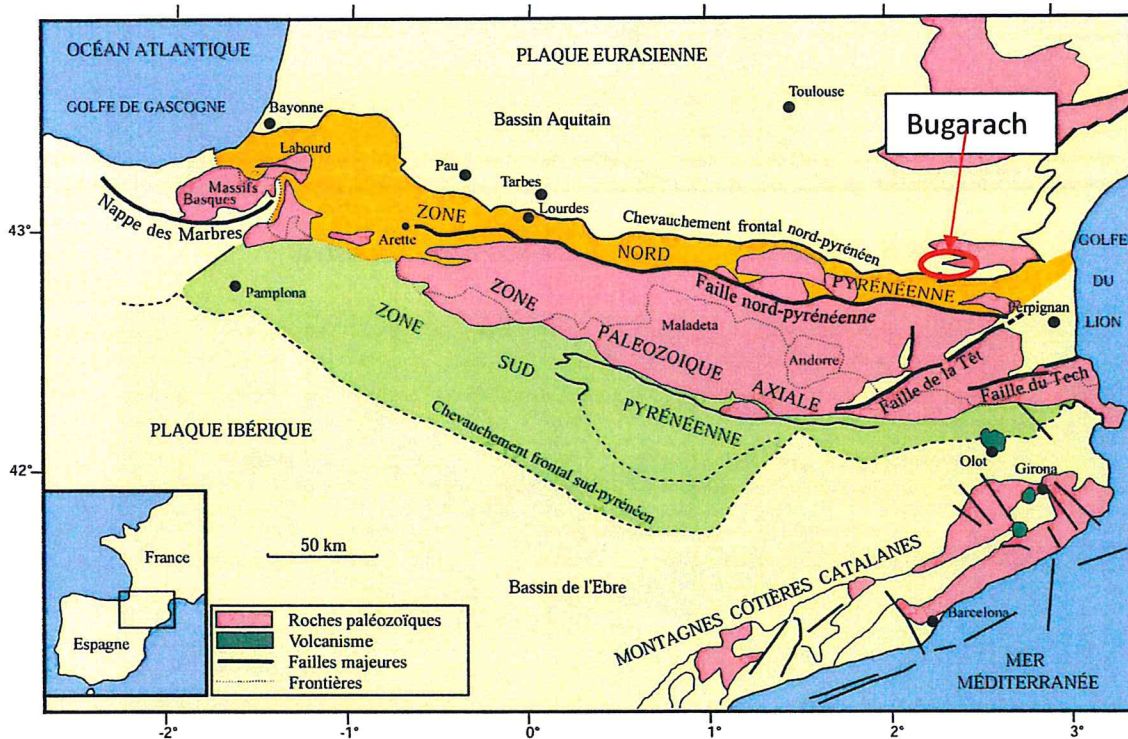 OCÉAN ATLANTIQUE
GOLFE DE GASCOGNE
PLAQUE EURASIENNE
Bayonne
Toulouse
Bassin Aquitain
Bugarach
Labourd
Massifs
Basques
Nappe des Marbres
Pau
Tarbes
Lourdes
43°
Arette
ZONE
NORD
PYRÉNÉENNE
Chevauchement frontal nord-pyrénéen
Faille nord-pyrénéenne
GOLFE
DU
LION
Perpignan
Pamplona
ZONE
PALEOZOIQUE
AXIALE
Maladeta
Andorre
Faille de la Têt
Faille du Tech
ZONE
SUD
PYRÉNÉENNE
Chevauchement frontal sud-pyrénéen
PLAQUE IBÉRIQUE
42°
Olot
Girona
50 km
Bassin de l'Ebre
MONTAGNES CÔTIÈRES CATALANES
Barcelona
MER
MÉDITERRANÉE
France
Espagne
Roches paléozoïques
Volcanisme
Failles majeures
Frontières
-2°
-1°
0°
1°
2°
3°